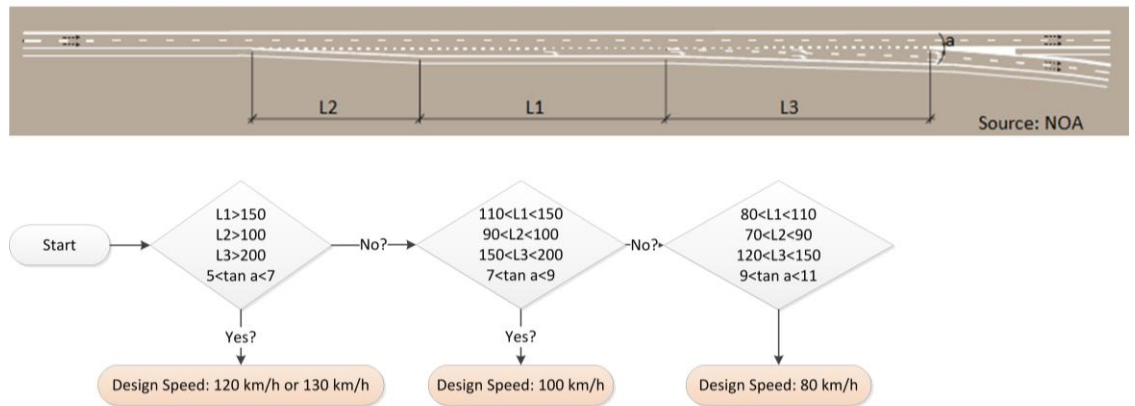 a
L2
L1
L3
Source: NOA
Start
L1>150
L2>100
L3>200
5<tan a<7
No?
110<L1<150
90<L2<100
150<L3<200
7<tan a<9
No?
80<L1<110
70<L2<90
120<L3<150
9<tan a<11
Yes?
Yes?
Design Speed: 120 km/h or 130 km/h
Design Speed: 100 km/h
Design Speed: 80 km/h